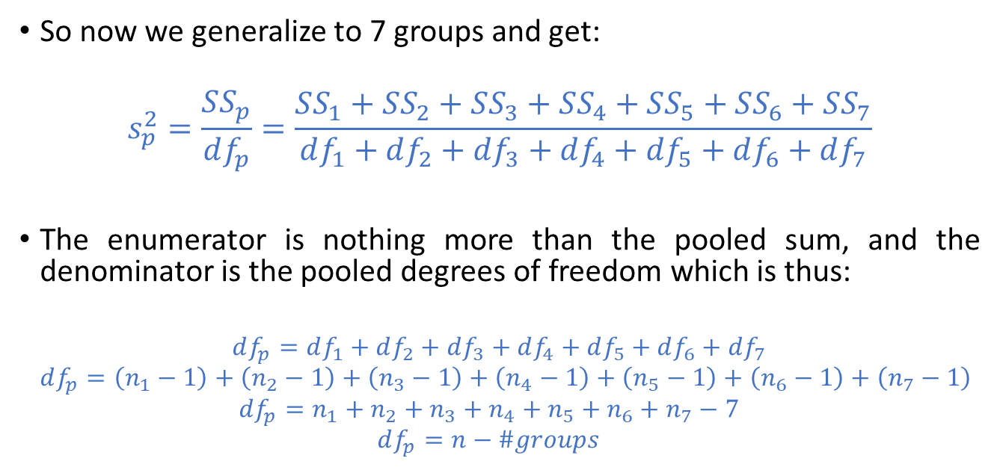 • So now we generalize to 7 groups and get:
$s_p^2 = \frac{SS_p}{df_p} = \frac{SS_1 + SS_2 + SS_3 + SS_4 + SS_5 + SS_6 + SS_7}{df_1 + df_2 + df_3 + df_4 + df_5 + df_6 + df_7}$
• The enumerator is nothing more than the pooled sum, and the
denominator is the pooled degrees of freedom which is thus:
$df_p = df_1 + df_2 + df_3 + df_4 + df_5 + df_6 + df_7$
$df_p = (n_1 - 1) + (n_2 - 1) + (n_3 - 1) + (n_4 - 1) + (n_5 - 1) + (n_6 - 1) + (n_7 - 1)$
$df_p = n_1 + n_2 + n_3 + n_4 + n_5 + n_6 + n_7 - 7$
$df_p = n - \#groups$